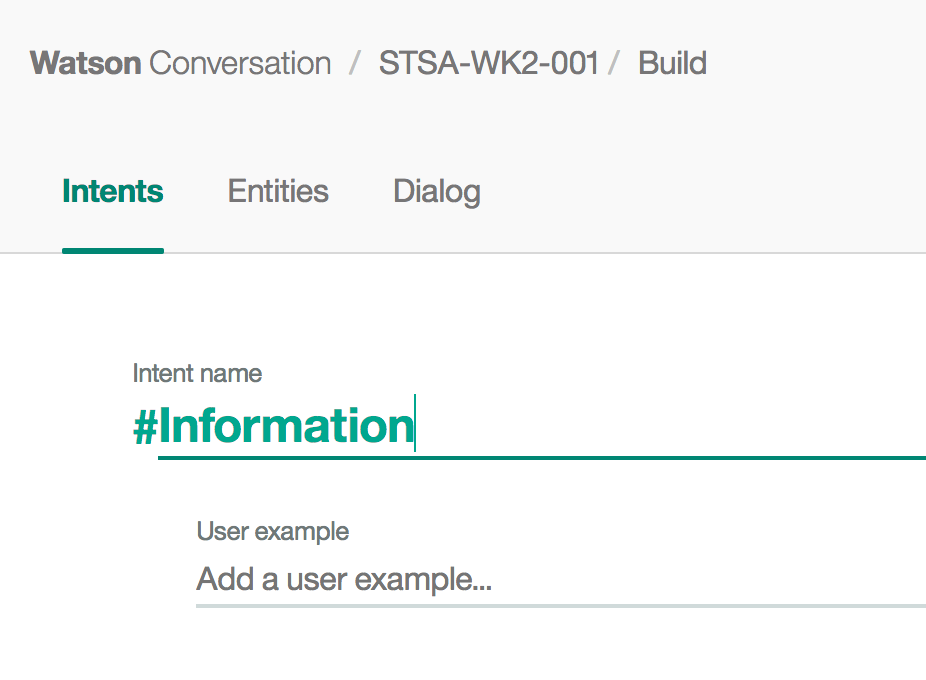 Watson Conversation / STSA-WK2-001 / Build
Intents Entities Dialog
Intent name
#Information
User example
Add a user example...